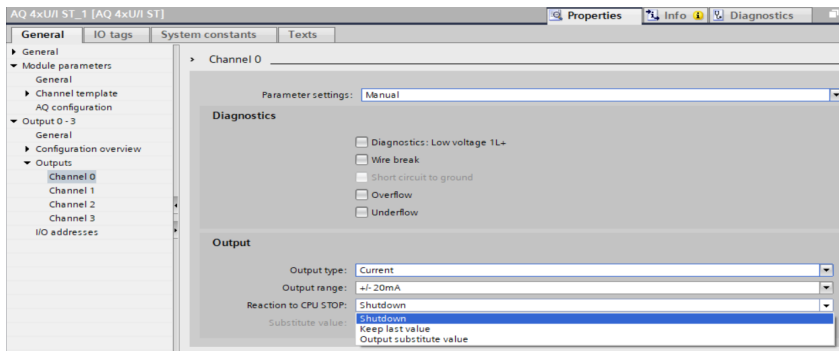 AQ 4xU/I ST_1 [AQ 4xU/I ST]
Properties Info Diagnostics
General IO tags System constants Texts
General
Module parameters
General
Channel template
AQ configuration
Output 0 - 3
General
Configuration overview
Outputs
Channel 0
Channel 1
Channel 2
Channel 3
I/O addresses
> Channel 0
Parameter settings: Manual
Diagnostics
Diagnostics: Low voltage 1L+
Wire break
Short circuit to ground
Overflow
Underflow
Output
Output type: Current
Output range: +/- 20mA
Reaction to CPU STOP: Shutdown
Substitute value:
Shutdown
Keep last value
Output substitute value